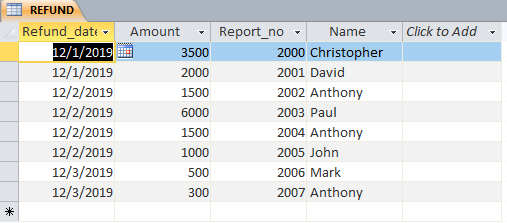 REFUND
Refund_date Amount Report_no Name Click to Add
12/1/2019 3500 2000 Christopher
12/1/2019 2000 2001 David
12/2/2019 1500 2002 Anthony
12/2/2019 6000 2003 Paul
12/2/2019 1500 2004 Anthony
12/2/2019 1000 2005 John
12/3/2019 500 2006 Mark
12/3/2019 300 2007 Anthony